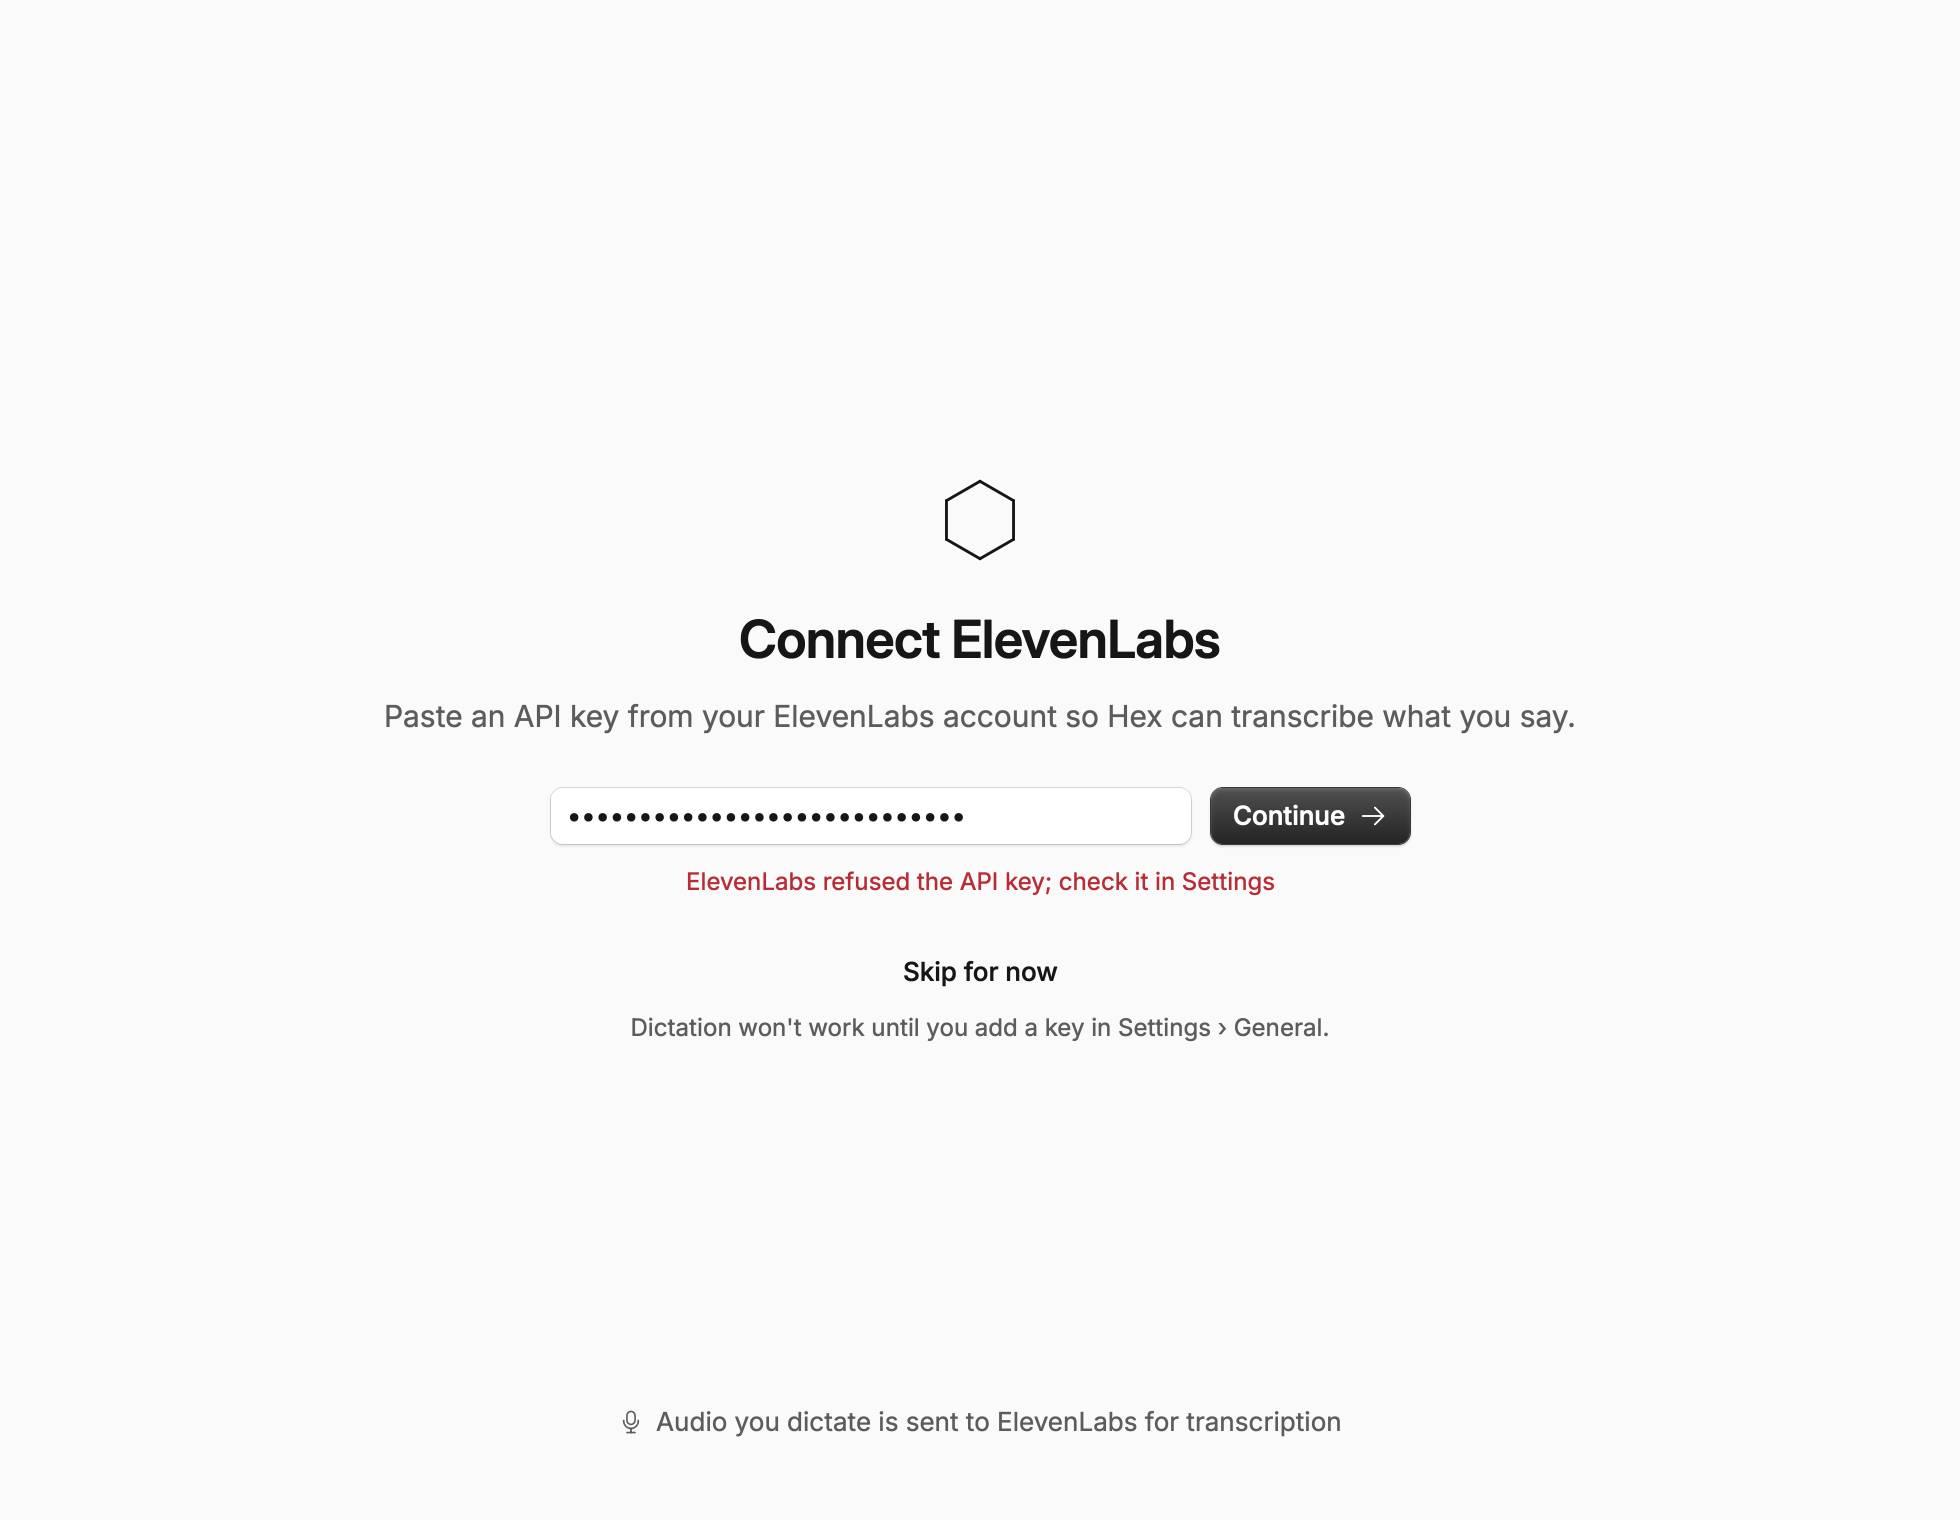 Connect ElevenLabs
Paste an API key from your ElevenLabs account so Hex can transcribe what you say.
••••••••••••••••••••••••••••
Continue →
ElevenLabs refused the API key; check it in Settings
Skip for now
Dictation won't work until you add a key in Settings › General.
Audio you dictate is sent to ElevenLabs for transcription